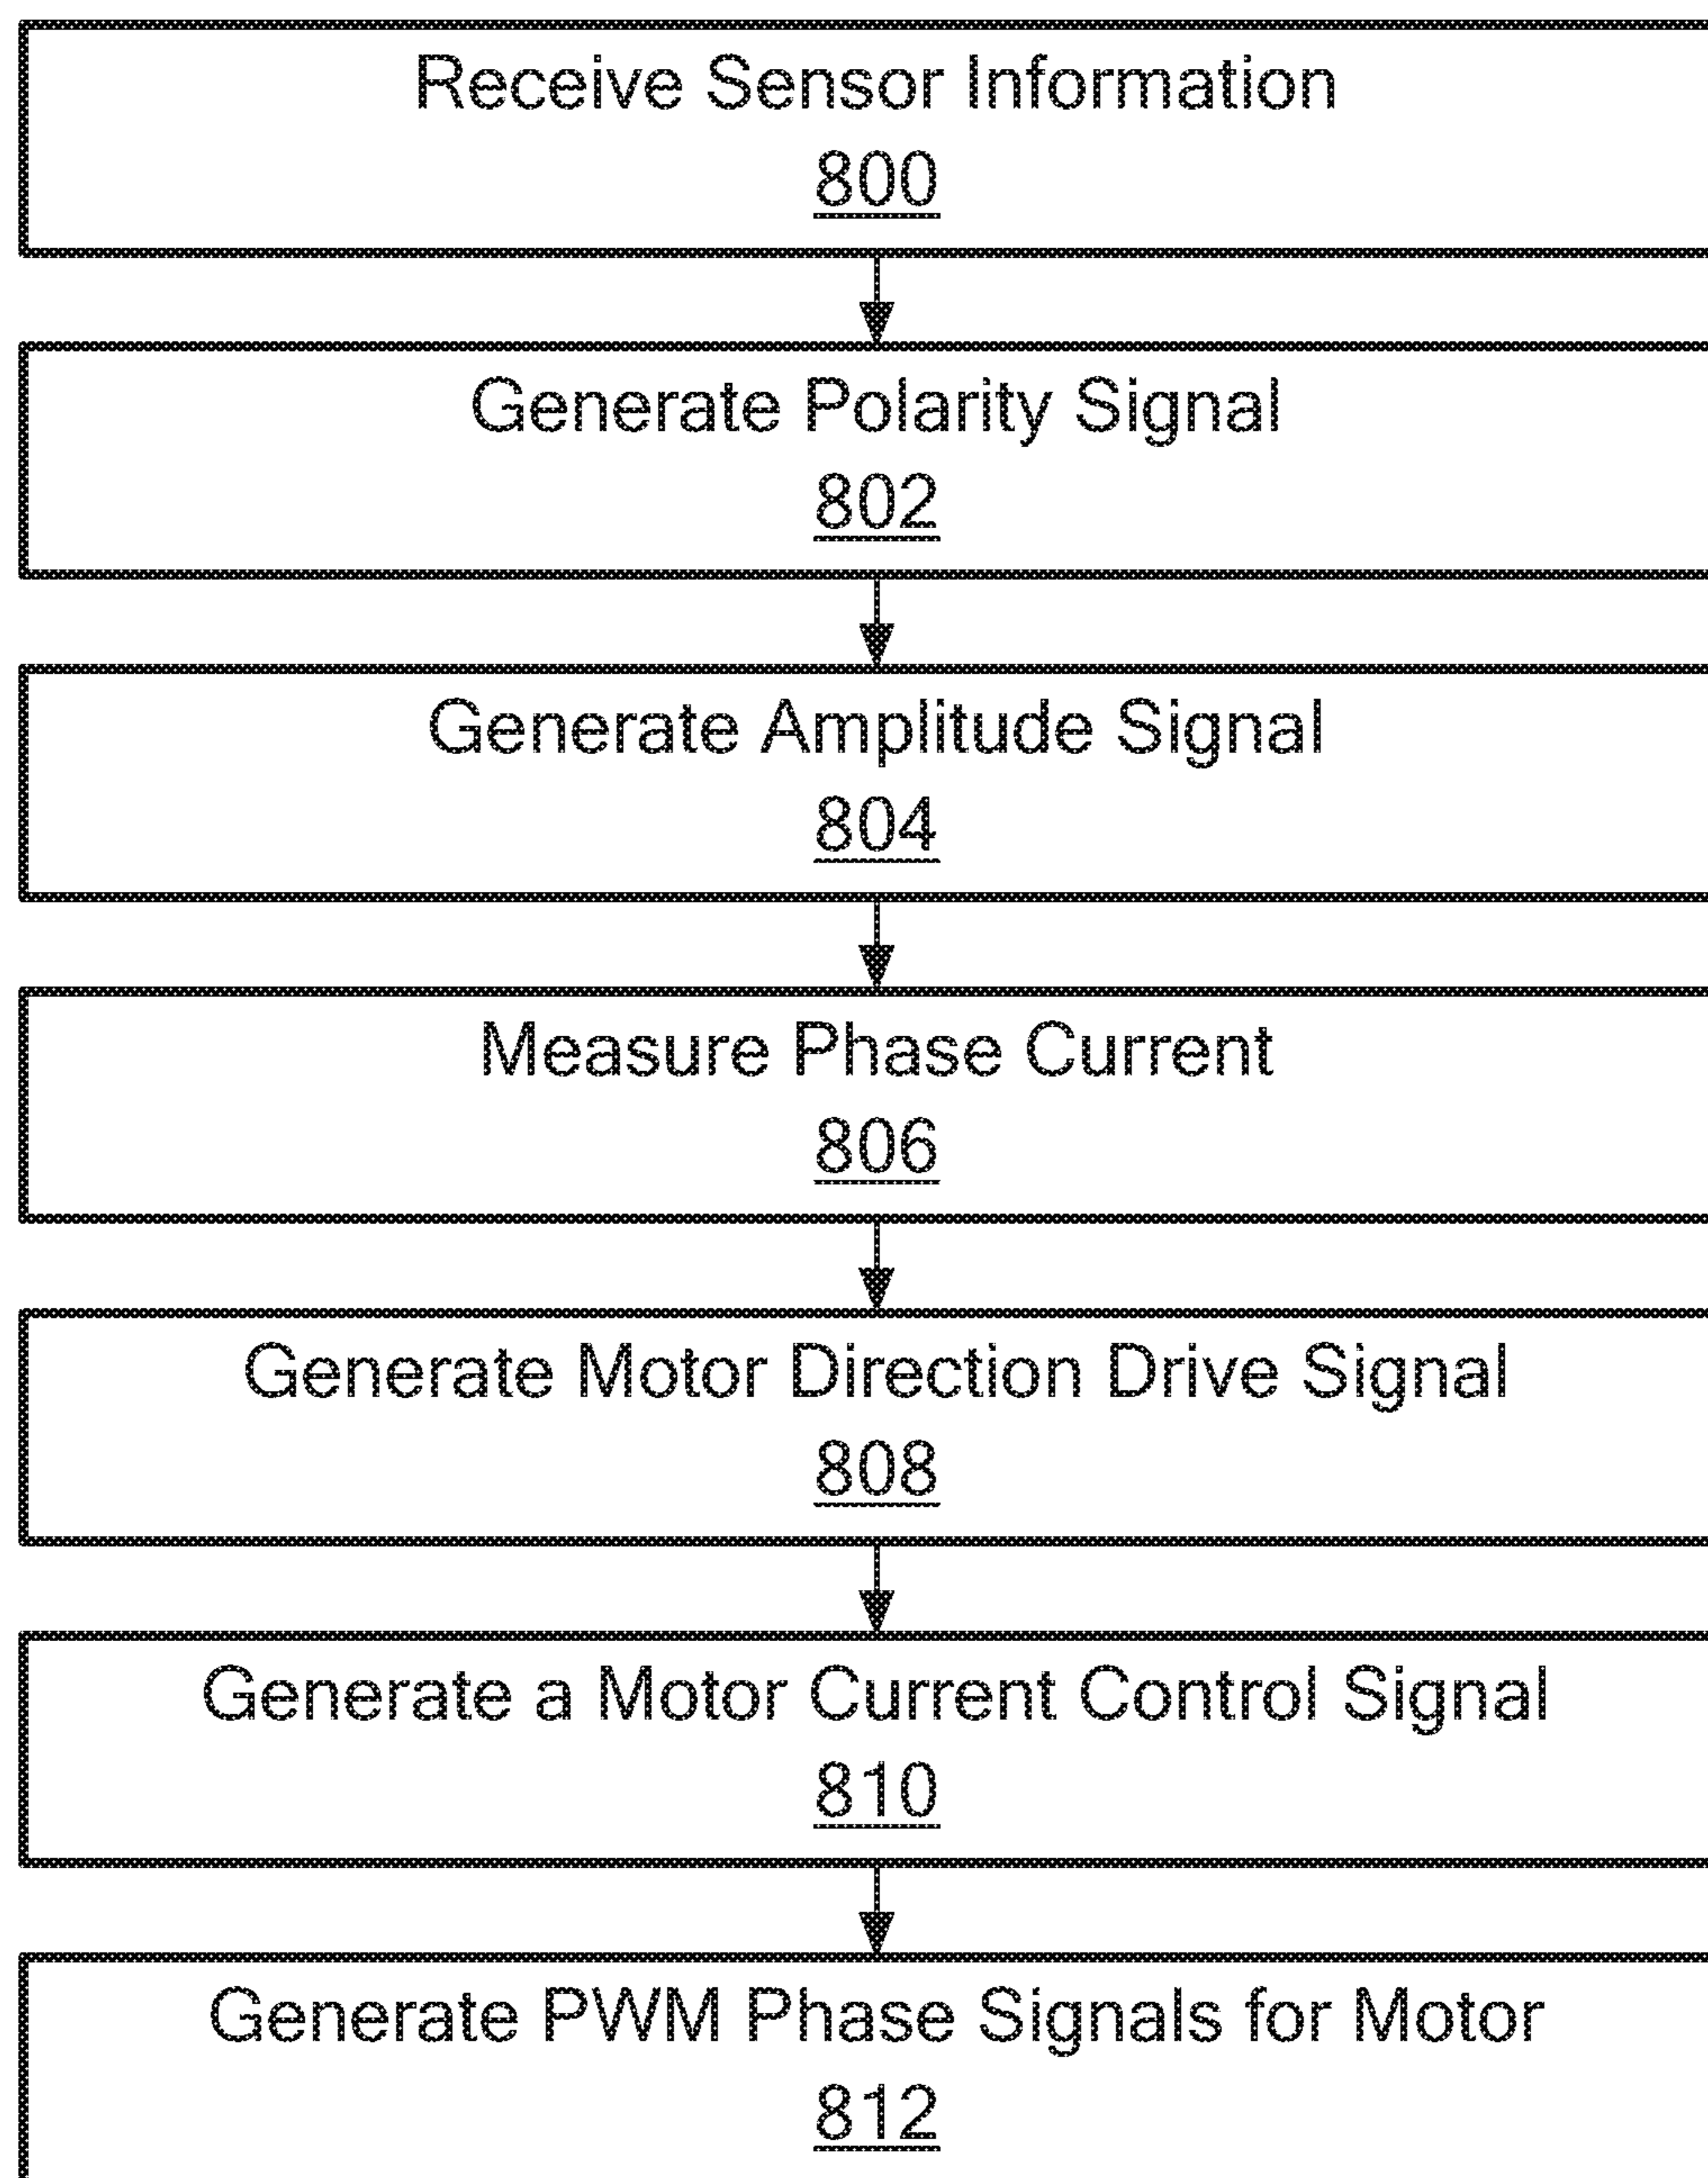 Receive Sensor Information
800
Generate Polarity Signal
802
Generate Amplitude Signal
804
Measure Phase Current
806
Generate Motor Direction Drive Signal
808
Generate a Motor Current Control Signal
810
Generate PWM Phase Signals for Motor
812